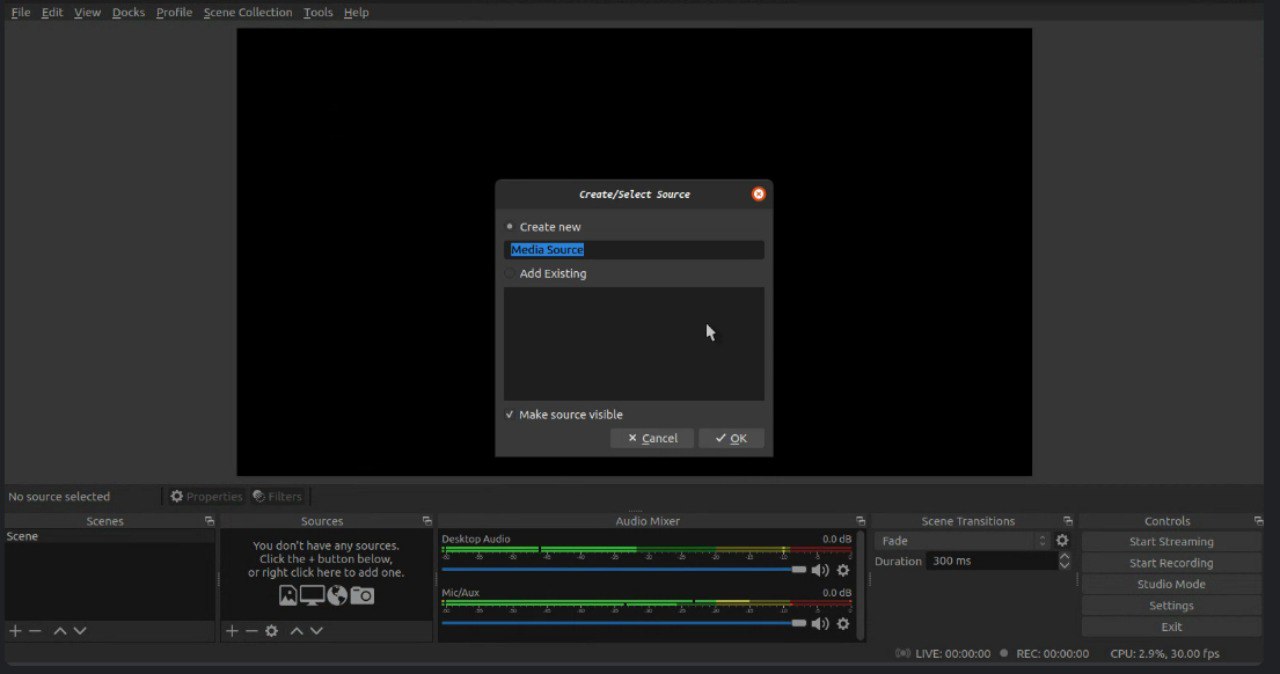 File Edit View Docks Profile Scene Collection Tools Help
Create/Select Source
Create new
Media Source
Add Existing
Make source visible
Cancel OK
No source selected Properties Filters
Scenes Sources Audio Mixer Scene Transitions Controls
Scene
You don't have any sources.
Click the + button below,
or right click here to add one.
Desktop Audio 0.0 dB
Mic/Aux 0.0 dB
Fade
Duration 300 ms
Start Streaming
Start Recording
Studio Mode
Settings
Exit
LIVE: 00:00:00 REC: 00:00:00 CPU: 2.9%, 30.00 fps